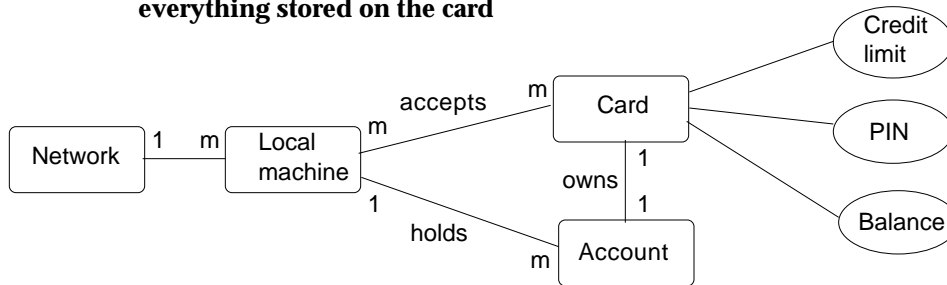 everything stored on the card
Credit
limit
accepts
m
Card
m
1
m
Network
Local
machine
PIN
1
owns
1
1
holds
Balance
m
Account